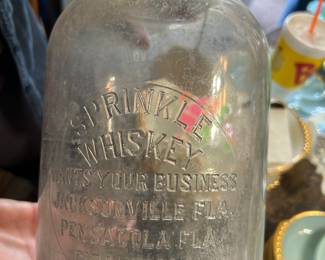 SPRINKLE
WHISKEY
WANTS YOUR BUSINESS
JACKSONVILLE FLA.
PENSACOLA FLA.